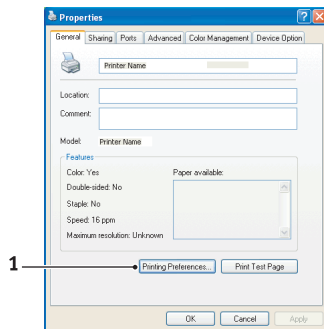 Properties
General Sharing Ports Advanced Color Management Device Option
Printer Name
Location:
Comment:
Model: Printer Name
Features
Color: Yes Paper available:
Double-sided: No
Staple: No
Speed: 16 ppm
Maximum resolution: Unknown
1
Printing Preferences... Print Test Page
OK Cancel Apply